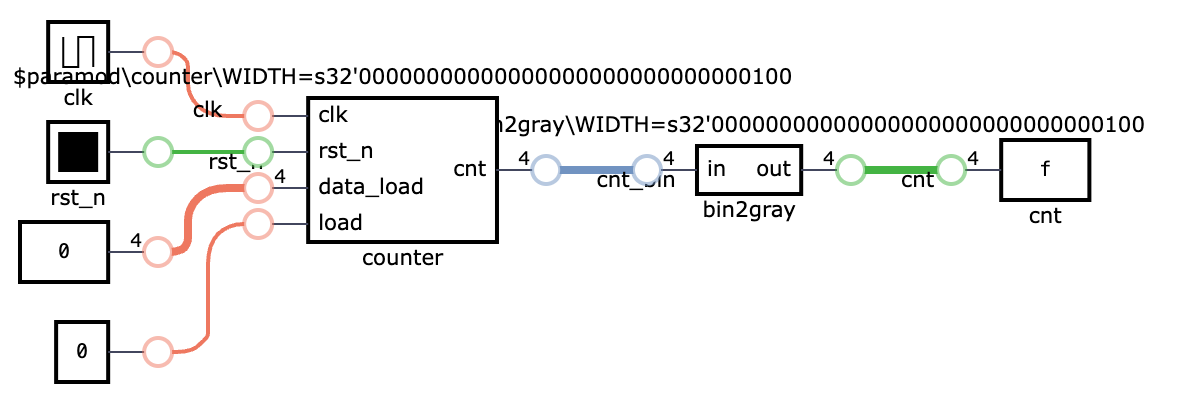 $paramod\counter\WIDTH=s32'00000000000000000000000000000100
clk
clk
clk
n2gray\WIDTH=s32'00000000000000000000000000000100
rst_n
rst_n
rst_n
data_load
load
cnt
4
4
4
0
4
0
counter
cnt_bin
4
in
out
bin2gray
4
cnt
f
cnt